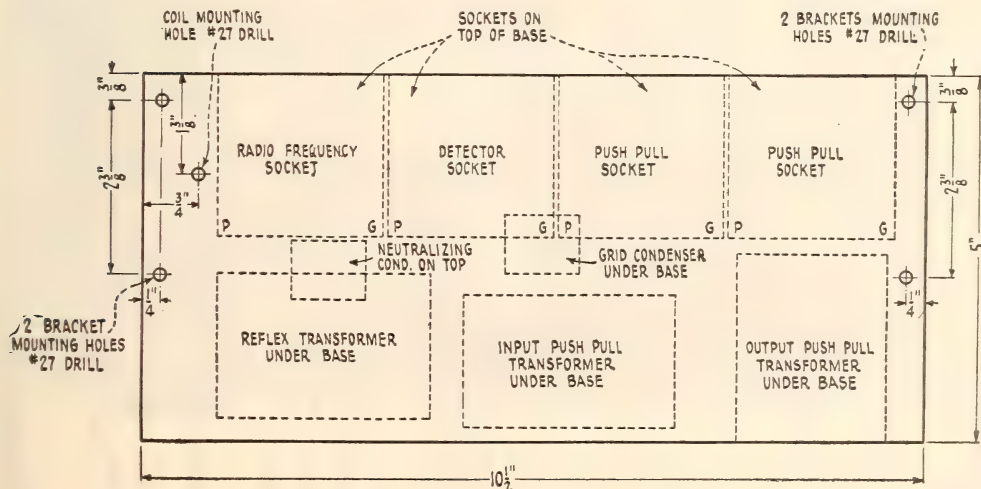 COIL MOUNTING
HOLE #27 DRILL
SOCKETS ON
TOP OF BASE
2 BRACKETS MOUNTING
HOLES #27 DRILL
3/8"
1 3/8"
3/8"
2 3/8"
3/4"
2 3/8"
RADIO FREQUENCY
SOCKET
DETECTOR
SOCKET
PUSH PULL
SOCKET
PUSH PULL
SOCKET
P G P G P G P G
NEUTRALIZING
COND. ON TOP
GRID CONDENSER
UNDER BASE
5"
1/4"
1/4"
2 BRACKET
MOUNTING HOLES
#27 DRILL
REFLEX TRANSFORMER
UNDER BASE
INPUT PUSH PULL
TRANSFORMER
UNDER BASE
OUTPUT PUSH PULL
TRANSFORMER
UNDER BASE
10 1/2"